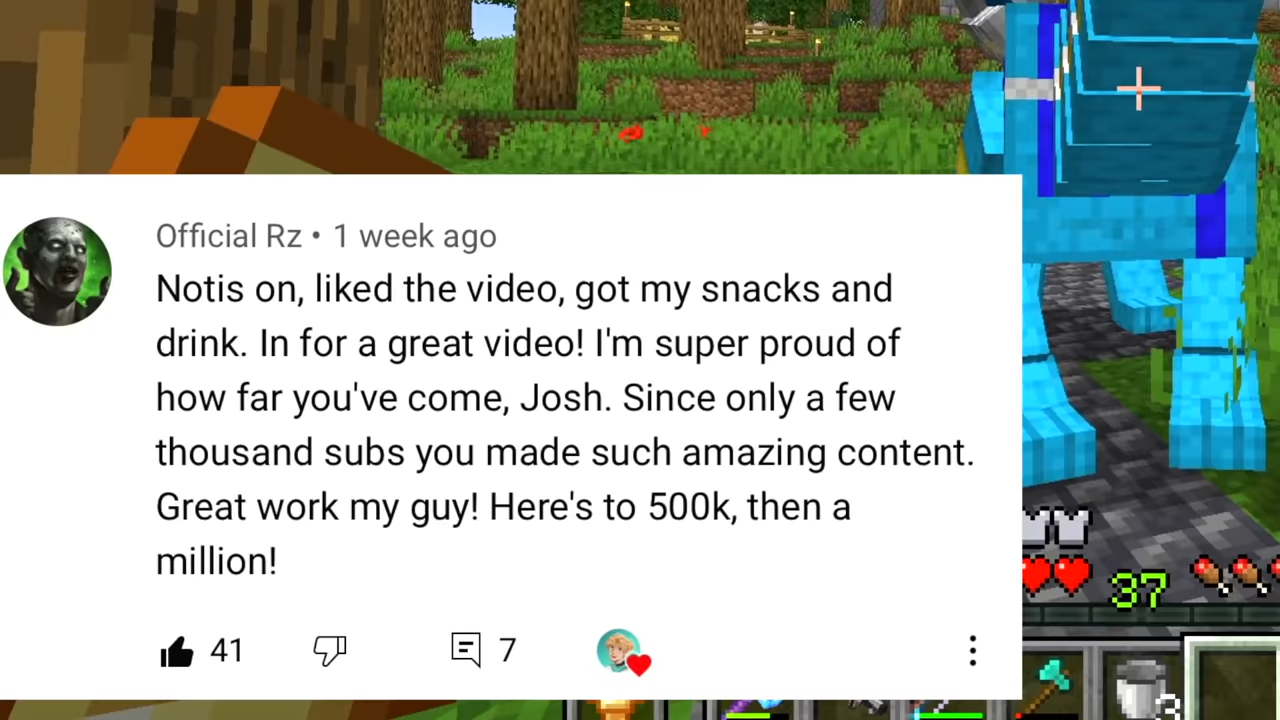 Official Rz • 1 week ago
Notis on, liked the video, got my snacks and
drink. In for a great video! I'm super proud of
how far you've come, Josh. Since only a few
thousand subs you made such amazing content.
Great work my guy! Here's to 500k, then a
million!
41 7
37
3